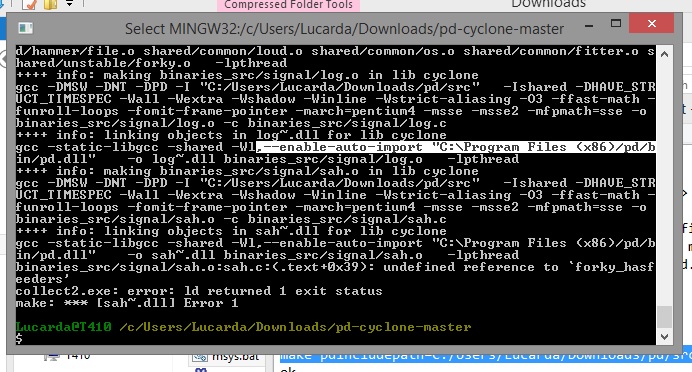 Compressed Folder Tools
Downloads
Select MINGW32:/c/Users/Lucarda/Downloads/pd-cyclone-master
d/hammer/file.o shared/common/loud.o shared/common/os.o shared/common/fitter.o s
hared/unstable/forky.o   -lpthread
++++ info: making binaries_src/signal/log.o in lib cyclone
gcc -DMSW -DNT -DPD -I "C:/Users/Lucarda/Downloads/pd/src"   -Ishared -DHAVE_STR
UCT_TIMESPEC -Wall -Wextra -Wshadow -Winline -Wstrict-aliasing -O3 -ffast-math -
funroll-loops -fomit-frame-pointer -march=pentium4 -msse -msse2 -mfpmath=sse -o
binaries_src/signal/log.o -c binaries_src/signal/log.c
++++ info: linking objects in log~.dll for lib cyclone
gcc -static-libgcc -shared -Wl,--enable-auto-import "C:\Program Files (x86)/pd/b
in/pd.dll"    -o log~.dll binaries_src/signal/log.o   -lpthread
++++ info: making binaries_src/signal/sah.o in lib cyclone
gcc -DMSW -DNT -DPD -I "C:/Users/Lucarda/Downloads/pd/src"   -Ishared -DHAVE_STR
UCT_TIMESPEC -Wall -Wextra -Wshadow -Winline -Wstrict-aliasing -O3 -ffast-math -
funroll-loops -fomit-frame-pointer -march=pentium4 -msse -msse2 -mfpmath=sse -o
binaries_src/signal/sah.o -c binaries_src/signal/sah.c
++++ info: linking objects in sah~.dll for lib cyclone
gcc -static-libgcc -shared -Wl,--enable-auto-import "C:\Program Files (x86)/pd/b
in/pd.dll"    -o sah~.dll binaries_src/signal/sah.o   -lpthread
binaries_src/signal/sah.o:sah.c:(.text+0x39): undefined reference to `forky_hasf
eeders'
collect2.exe: error: ld returned 1 exit status
make: *** [sah~.dll] Error 1
Lucarda@T410 /c/Users/Lucarda/Downloads/pd-cyclone-master
$
T410
msys.bat
make pdincludepath=C:/Users/Lucarda/Downloads/pd/src
ok